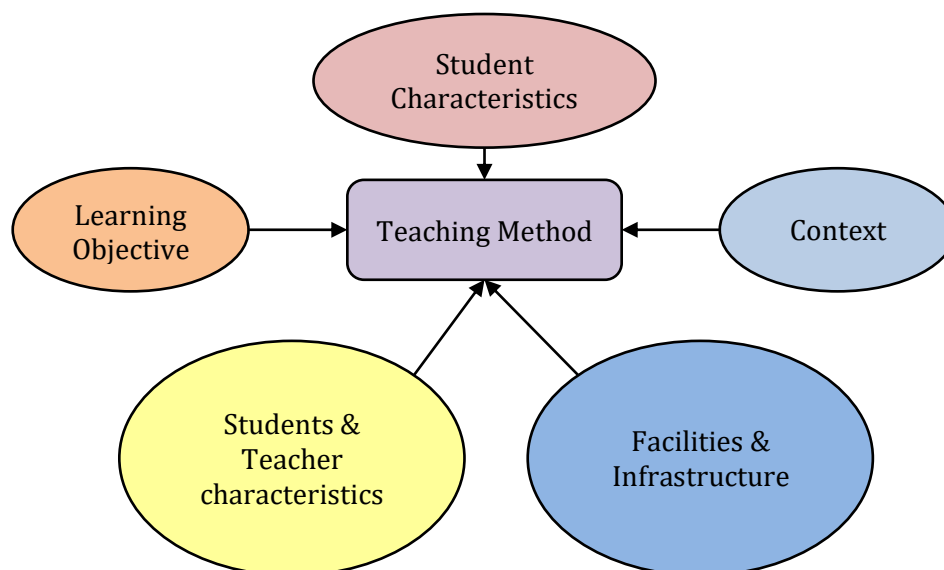 Student
Characteristics
Learning
Objective
Teaching Method
Context
Students &
Teacher
characteristics
Facilities &
Infrastructure